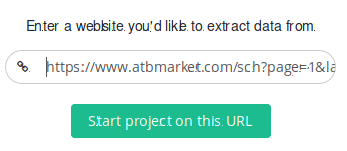 Enter a website you'd like to extract data from.
https://www.atbmarket.com/sch?page=1&la
Start project on this URL